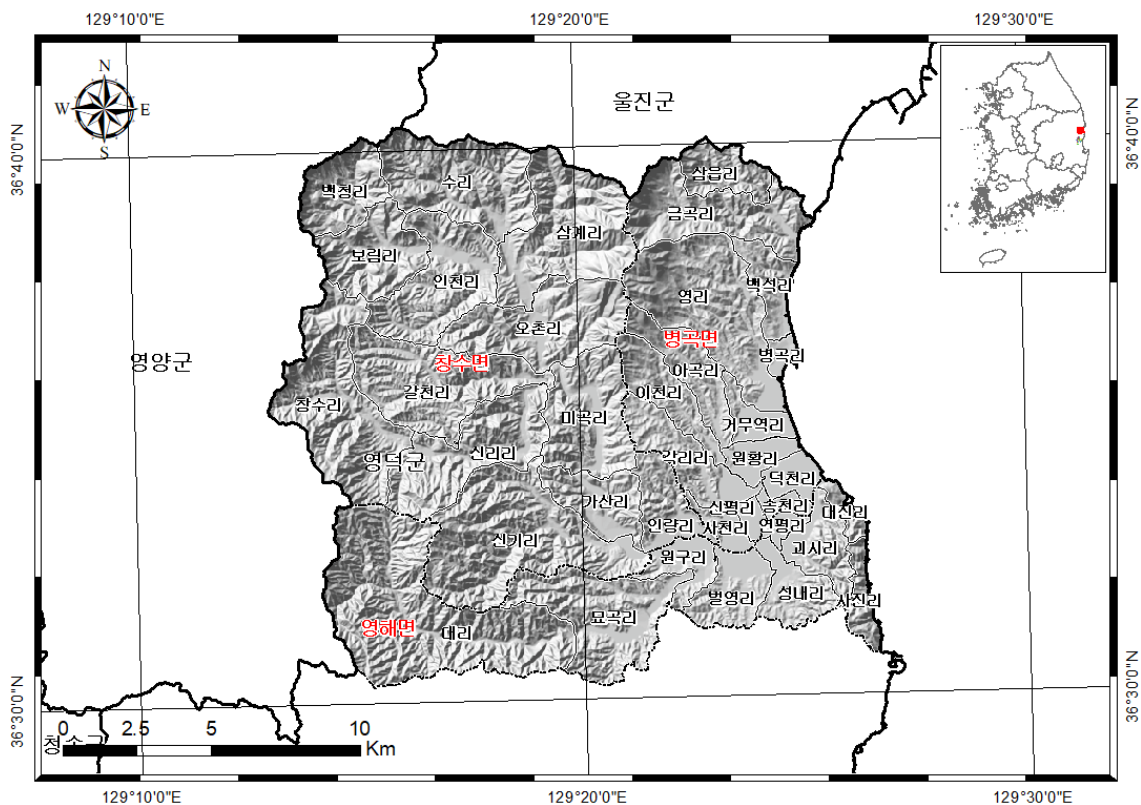 129°10'0"E
129°20'0"E
129°30'0"E
N
W
E
S
36°40'0"N
36°40'0"N
울진군
삼읍리
백청리
수리
금곡리
삼계리
보림리
인천리
백석리
영리
오촌리
병곡면
영양군
창수면
병곡리
아곡리
갈천리
이천리
창수리
미곡리
거무역리
신리리
영덕군
각리리
원황리
덕천리
가산리
신평리
송천리
대진리
인량리
사천리
연평리
신기리
괴시리
원구리
벌영리
성내리
사진리
묘곡리
영해면
대리
36°30'0"N
36°30'0"N
0
2.5
5
10
Km
청송군
129°10'0"E
129°20'0"E
129°30'0"E